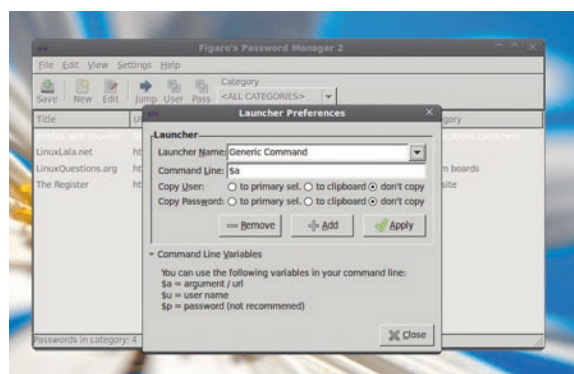 Figaro's Password Manager 2
File Edit View Settings Help
Save New Edit Jump User Pass
Category
<ALL CATEGORIES>
Title
Launcher Preferences
Launcher
Launcher Name: Generic Command
Command Line: $a
Copy User: to primary sel. to clipboard don't copy
Copy Password: to primary sel. to clipboard don't copy
Remove Add Apply
Command Line Variables
You can use the following variables in your command line:
$a = argument / url
$u = user name
$p = password (not recommened)
Close
LinuxLala.net ht
LinuxQuestions.org ht boards
The Register ht
Passwords in category: 4